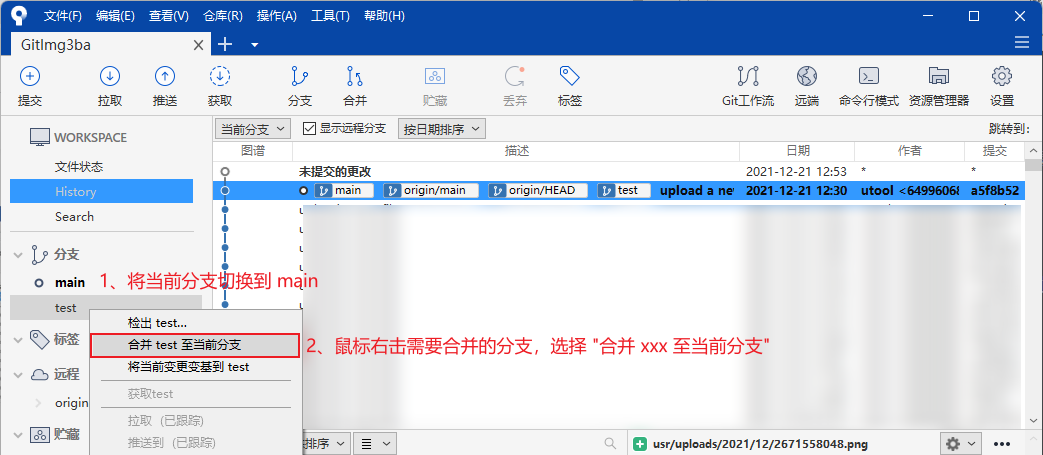 文件(F) 编辑(E) 查看(V) 仓库(R) 操作(A) 工具(T) 帮助(H)
GitImg3ba
提交 拉取 推送 获取 分支 合并 贮藏 丢弃 标签 Git工作流 远端 命令行模式 资源管理器 设置
WORKSPACE
文件状态
History
Search
分支
main
test
标签
远程
origin
贮藏
当前分支 显示远程分支 按日期排序 跳转到:
图谱 描述 日期 作者 提交
未提交的更改 2021-12-21 12:53 * *
main origin/main origin/HEAD test upload a ne 2021-12-21 12:30 utool <6499606 a5f8b52
1、将当前分支切换到 main
检出 test...
合并 test 至当前分支
将当前变更变基到 test
获取test
拉取 (已跟踪)
推送到 (已跟踪)
2、鼠标右击需要合并的分支，选择 "合并 xxx 至当前分支"
排序
usr/uploads/2021/12/2671558048.png